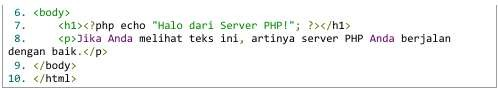 6. <body>
7.     <h1><?php echo "Halo dari Server PHP!"; ?></h1>
8.     <p>Jika Anda melihat teks ini, artinya server PHP Anda berjalan
dengan baik.</p>
9. </body>
10. </html>